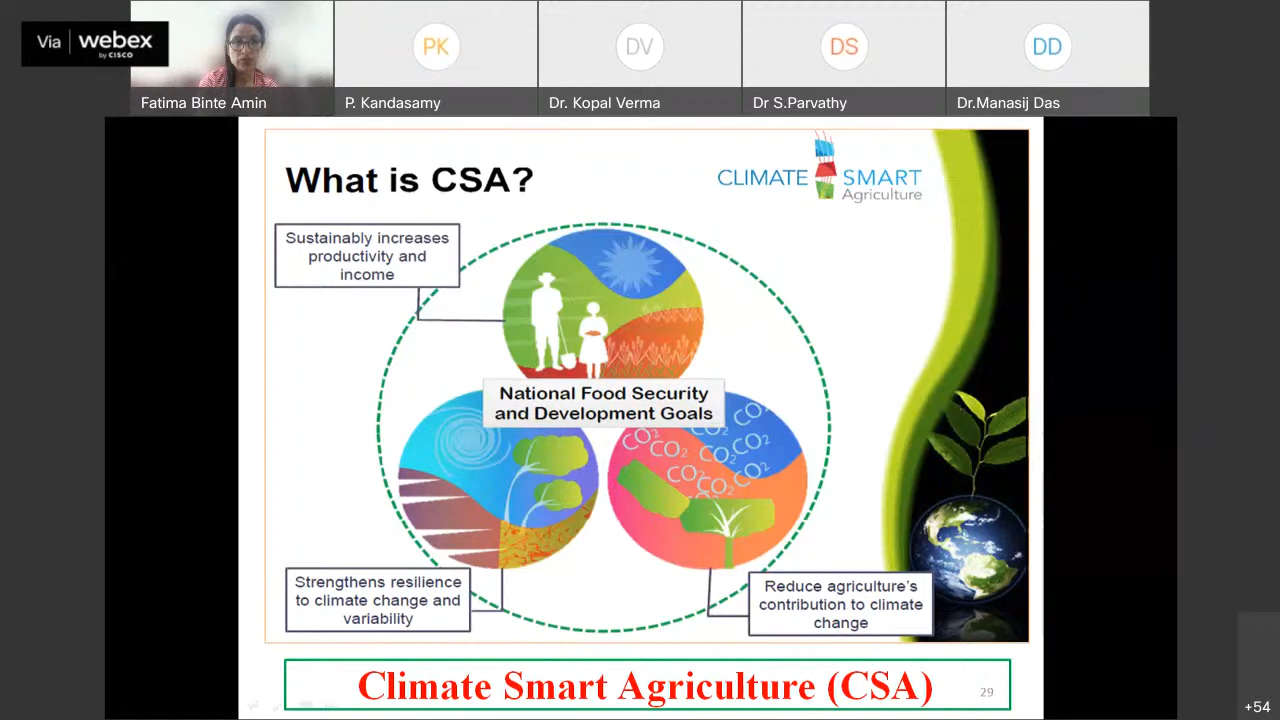 Via webex
by CISCO
PK
DV
DS
DD
Fatima Binte Amin
P. Kandasamy
Dr. Kopal Verma
Dr S.Parvathy
Dr.Manasij Das
What is CSA?
CLIMATE SMART
Agriculture
Sustainably increases
productivity and
income
National Food Security
and Development Goals
CO2
CO2
CO2
CO2
CO2
CO2
CO2
CO2
CO2
Strengthens resilience
to climate change and
variability
Reduce agriculture's
contribution to climate
change
Climate Smart Agriculture (CSA)
29
+54